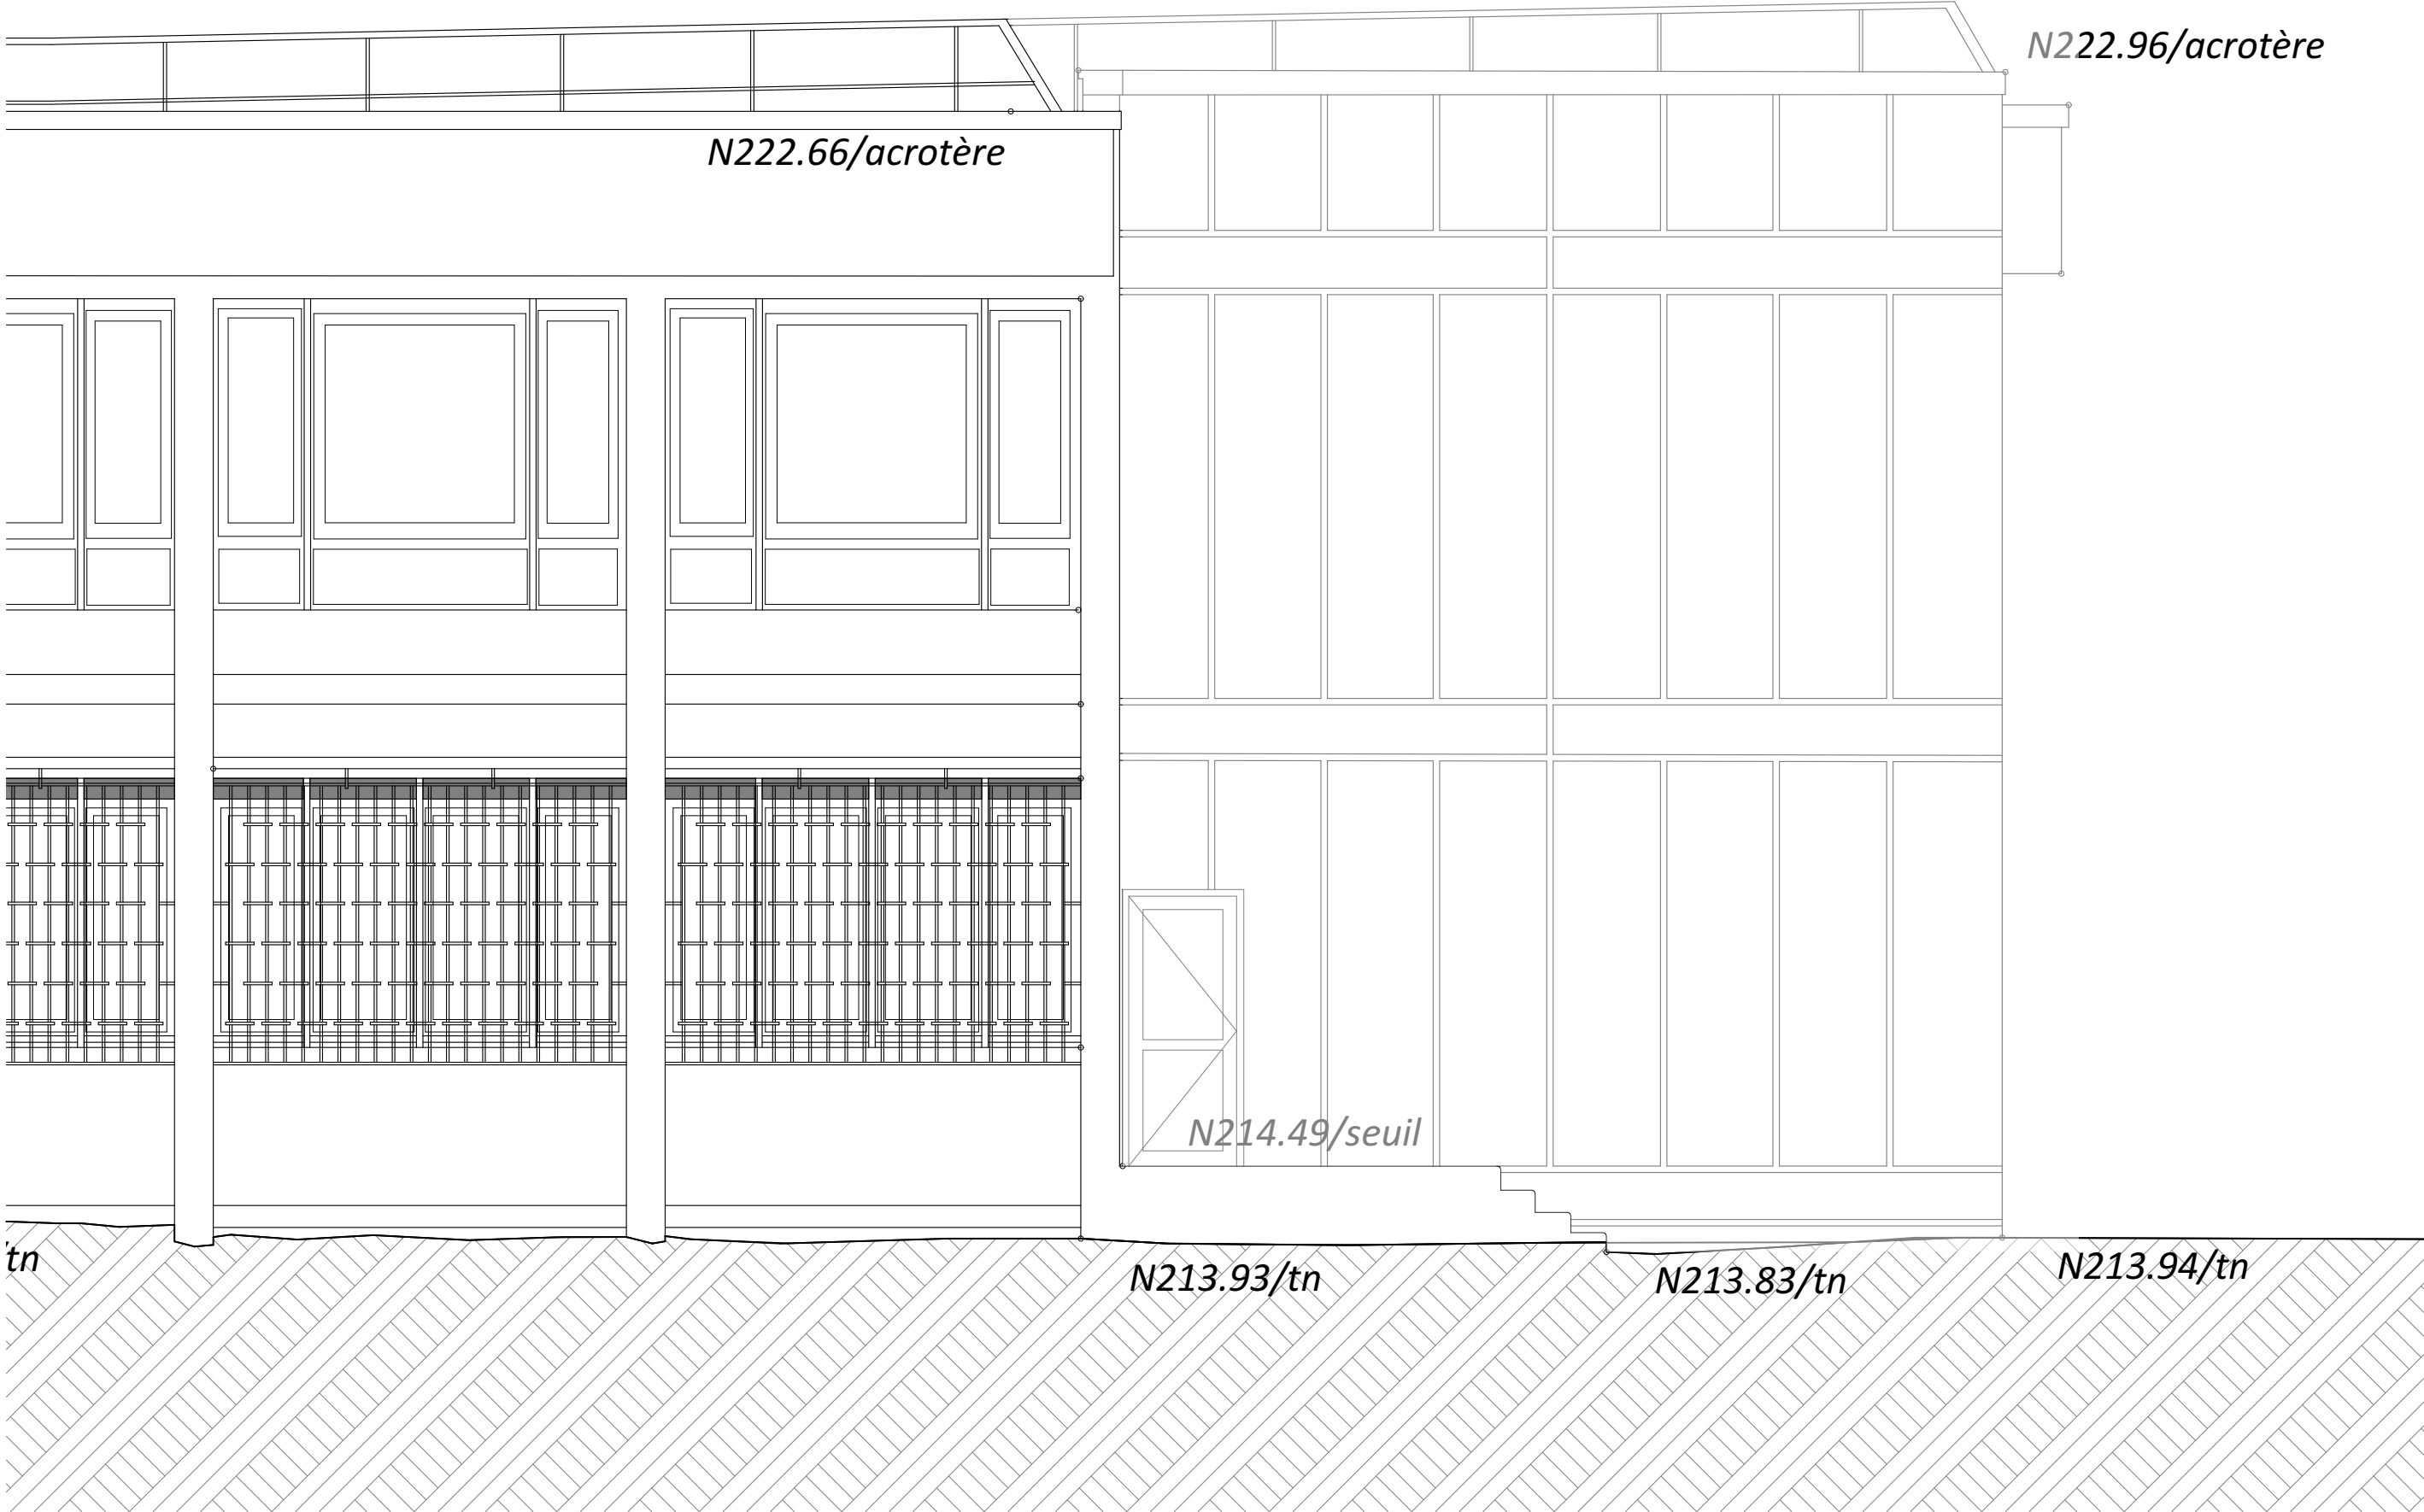 N222.96/acrotère
N222.66/acrotère
N214.49/seuil
/tn
N213.93/tn
N213.83/tn
N213.94/tn